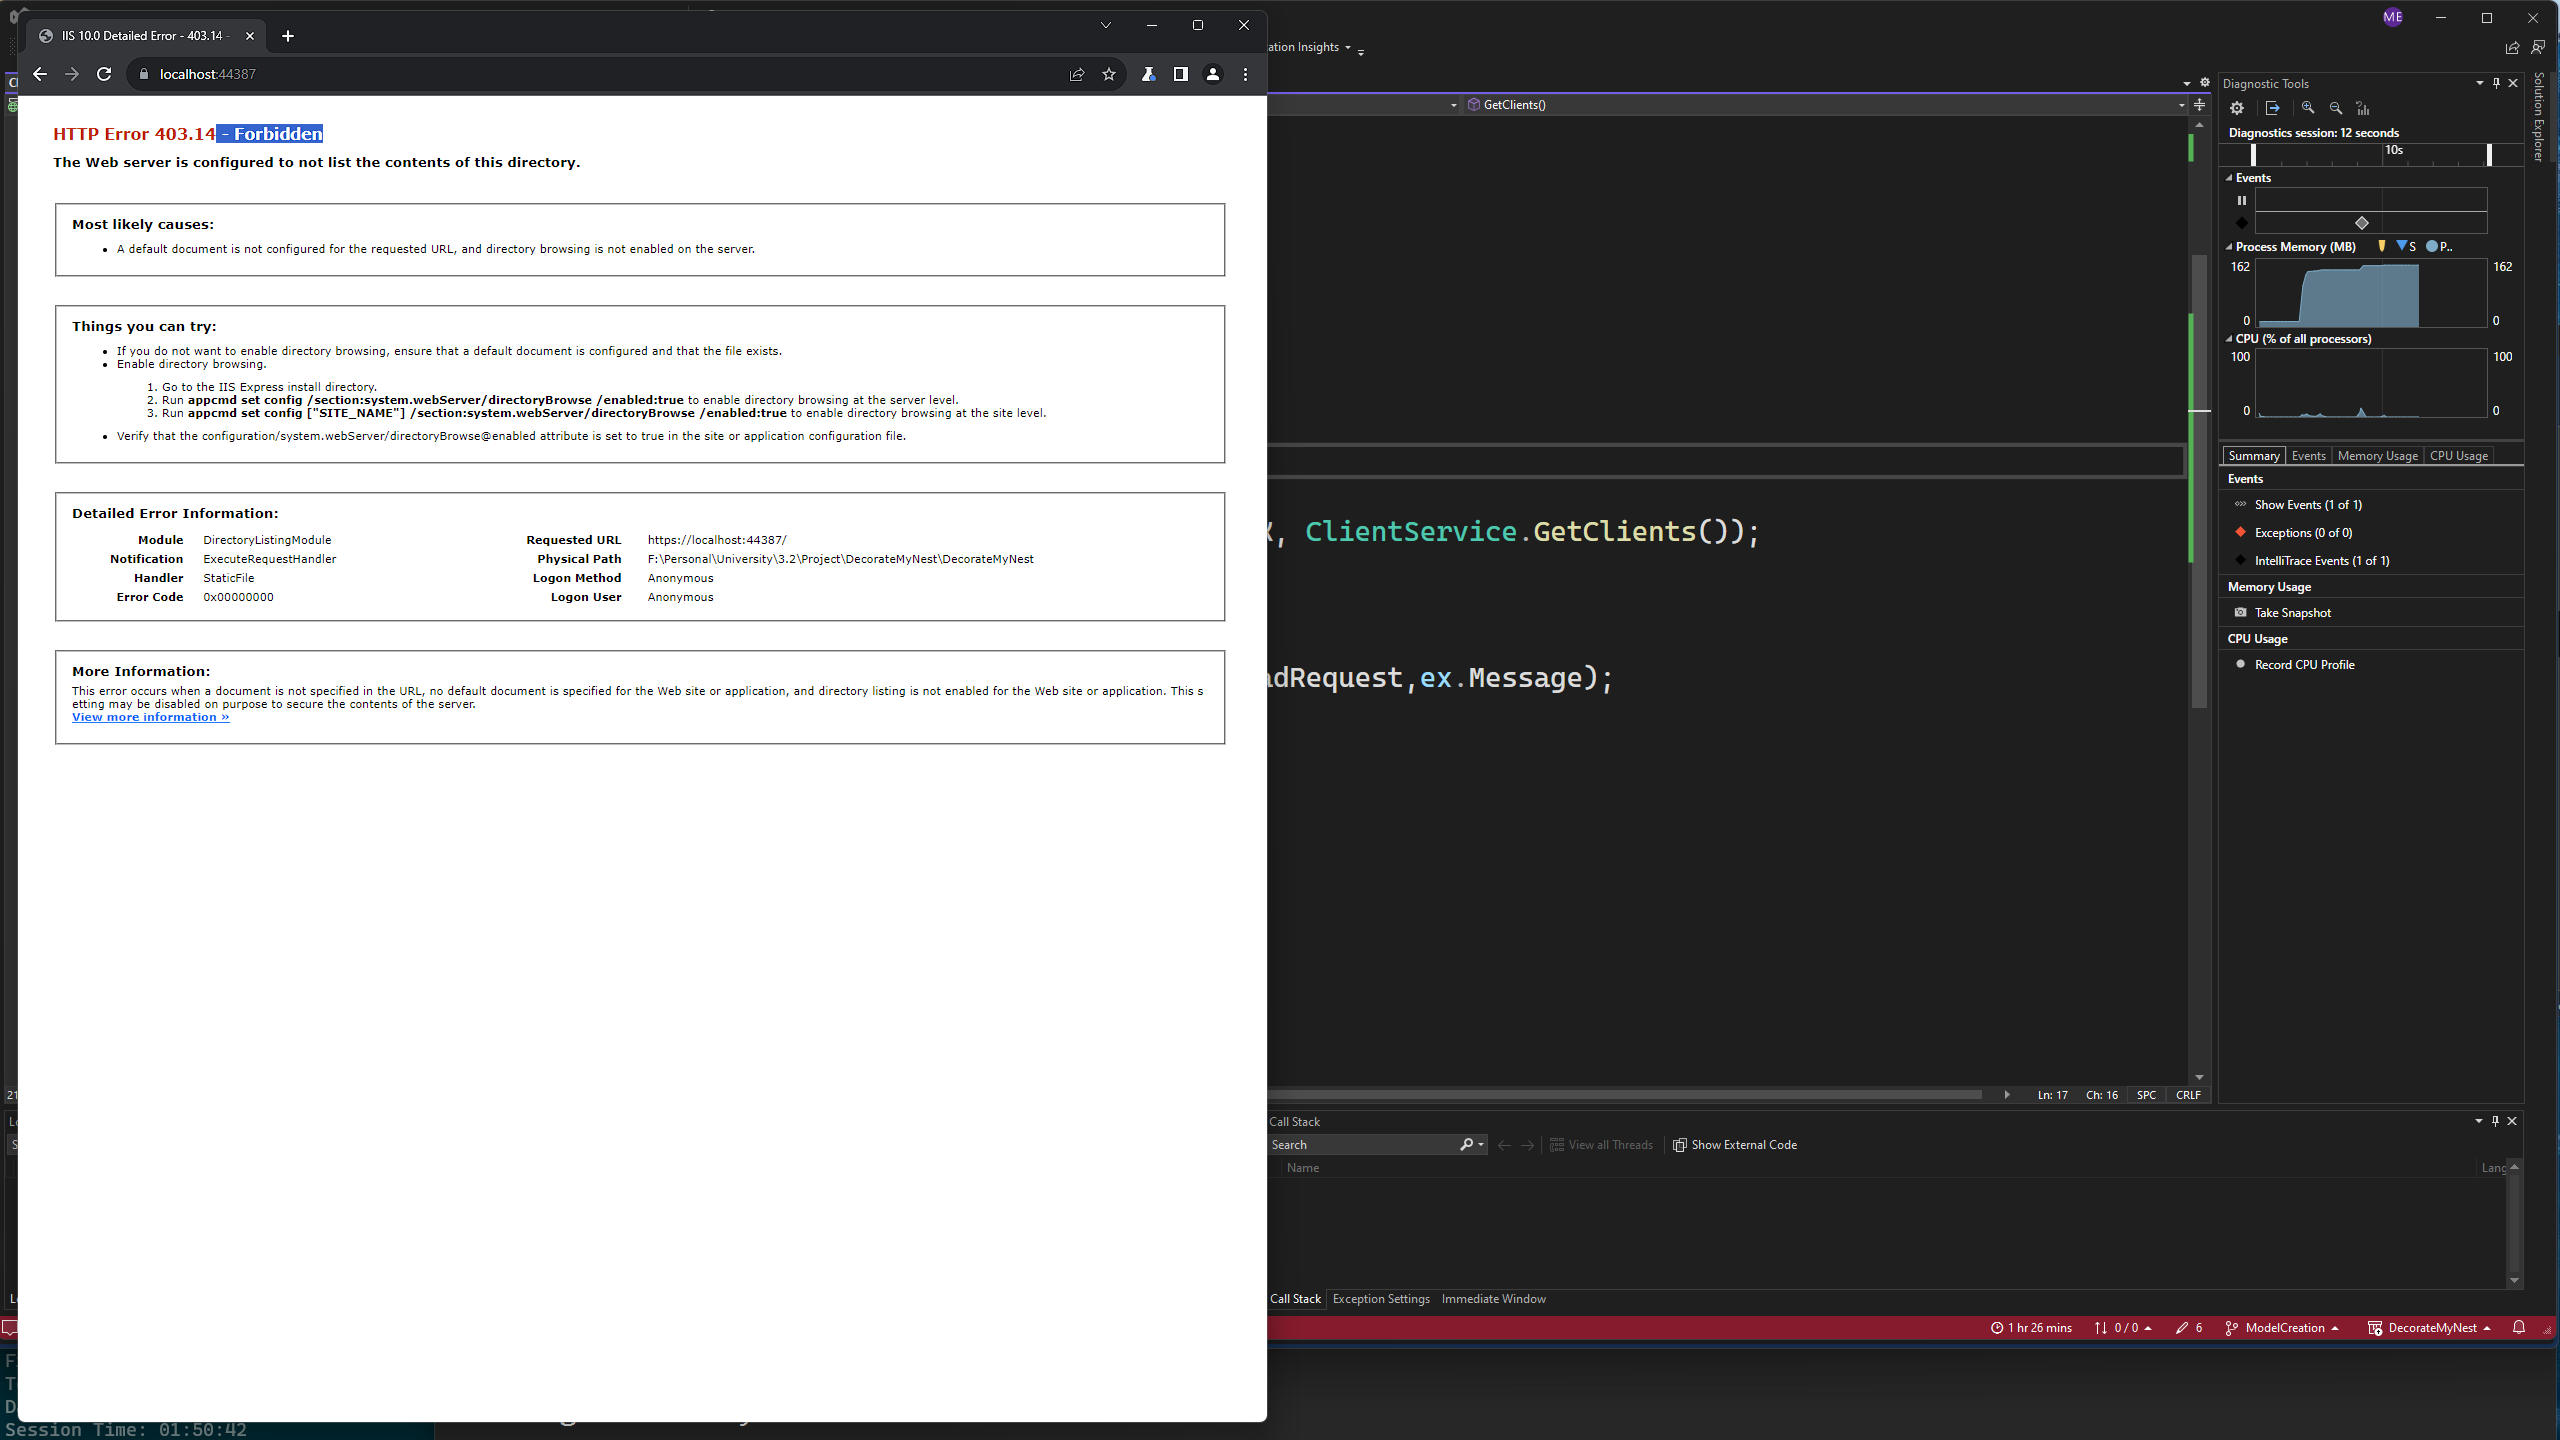 IIS 10.0 Detailed Error - 403.14 -
localhost:44387
HTTP Error 403.14 - Forbidden
The Web server is configured to not list the contents of this directory.
Most likely causes:
• A default document is not configured for the requested URL, and directory browsing is not enabled on the server.
Things you can try:
• If you do not want to enable directory browsing, ensure that a default document is configured and that the file exists.
• Enable directory browsing.
1. Go to the IIS Express install directory.
2. Run appcmd set config /section:system.webServer/directoryBrowse /enabled:true to enable directory browsing at the server level.
3. Run appcmd set config ["SITE_NAME"] /section:system.webServer/directoryBrowse /enabled:true to enable directory browsing at the site level.
• Verify that the configuration/system.webServer/directoryBrowse@enabled attribute is set to true in the site or application configuration file.
Detailed Error Information:
Module DirectoryListingModule
Notification ExecuteRequestHandler
Handler StaticFile
Error Code 0x00000000
Requested URL https://localhost:44387/
Physical Path F:\Personal\University\3.2\Project\DecorateMyNest\DecorateMyNest
Logon Method Anonymous
Logon User Anonymous
More Information:
This error occurs when a document is not specified in the URL, no default document is specified for the Web site or application, and directory listing is not enabled for the Web site or application. This s
etting may be disabled on purpose to secure the contents of the server.
View more information »
Session Time: 01:50:42
ME
ation Insights
GetClients()
, ClientService.GetClients());
adRequest,ex.Message);
Ln: 17 Ch: 16 SPC CRLF
Call Stack
Search View all Threads Show External Code
Name Lang
Call Stack Exception Settings Immediate Window
1 hr 26 mins 0 / 0 6 ModelCreation DecorateMyNest
Diagnostic Tools
Diagnostics session: 12 seconds
10s
Events
Process Memory (MB) S P..
162 162
0 0
CPU (% of all processors)
100 100
0 0
Summary Events Memory Usage CPU Usage
Events
Show Events (1 of 1)
Exceptions (0 of 0)
IntelliTrace Events (1 of 1)
Memory Usage
Take Snapshot
CPU Usage
Record CPU Profile
Solution Explorer